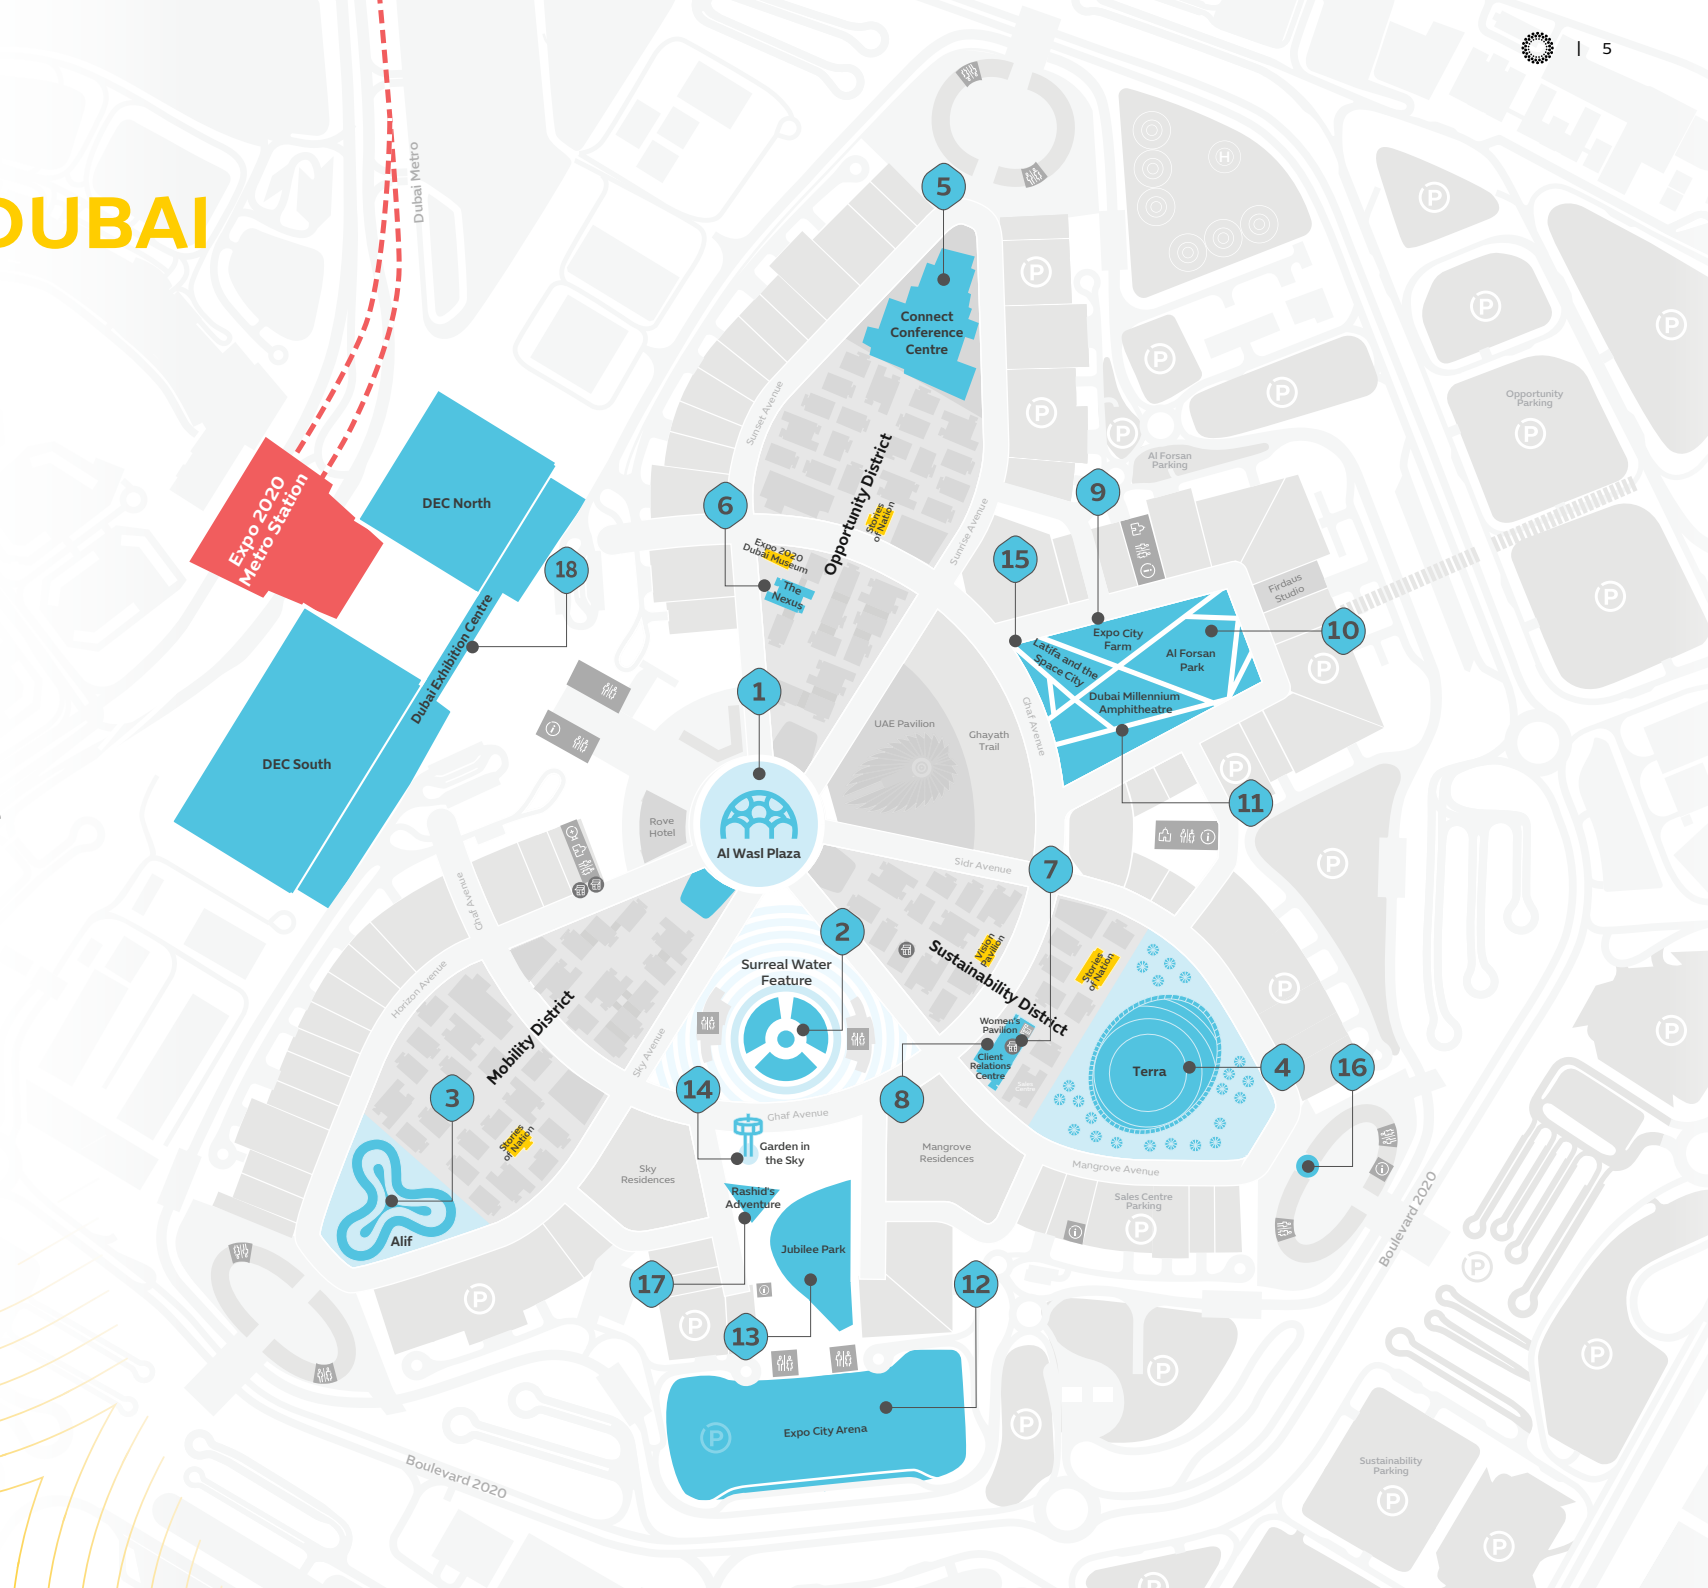 | 5
DUBAI
Dubai Metro
5
Connect
Conference
Centre
Sunset Avenue
Opportunity
Parking
Al Forsan
Parking
Expo 2020
Metro Station
DEC North
Opportunity District
Stories
of Nation
6
9
Sunrise Avenue
Expo 2020
Dubai Museum
The
Nexus
15
18
Firdaus
Studio
Dubai Exhibition Centre
Expo City
Farm
10
Latifa and the
Space City
Al Forsan
Park
Dubai Millennium
Amphitheatre
1
UAE Pavilion
Ghayath
Trail
Ghaf Avenue
DEC South
11
Rove
Hotel
Al Wasl Plaza
Sidr Avenue
7
Ghaf Avenue
2
Vision
Pavilion
Sustainability District
Stories
of Nation
Surreal Water
Feature
Horizon Avenue
Mobility District
Sky Avenue
Women's
Pavilion
Client
Relations
Centre
Sales
Centre
Terra
4
16
3
14
8
Ghaf Avenue
Stories
of Nation
Garden in
the Sky
Mangrove
Residences
Mangrove Avenue
Sky
Residences
Rashid's
Adventure
Sales Centre
Parking
Boulevard 2020
Alif
Jubilee Park
17
12
13
Expo City Arena
Boulevard 2020
Sustainability
Parking